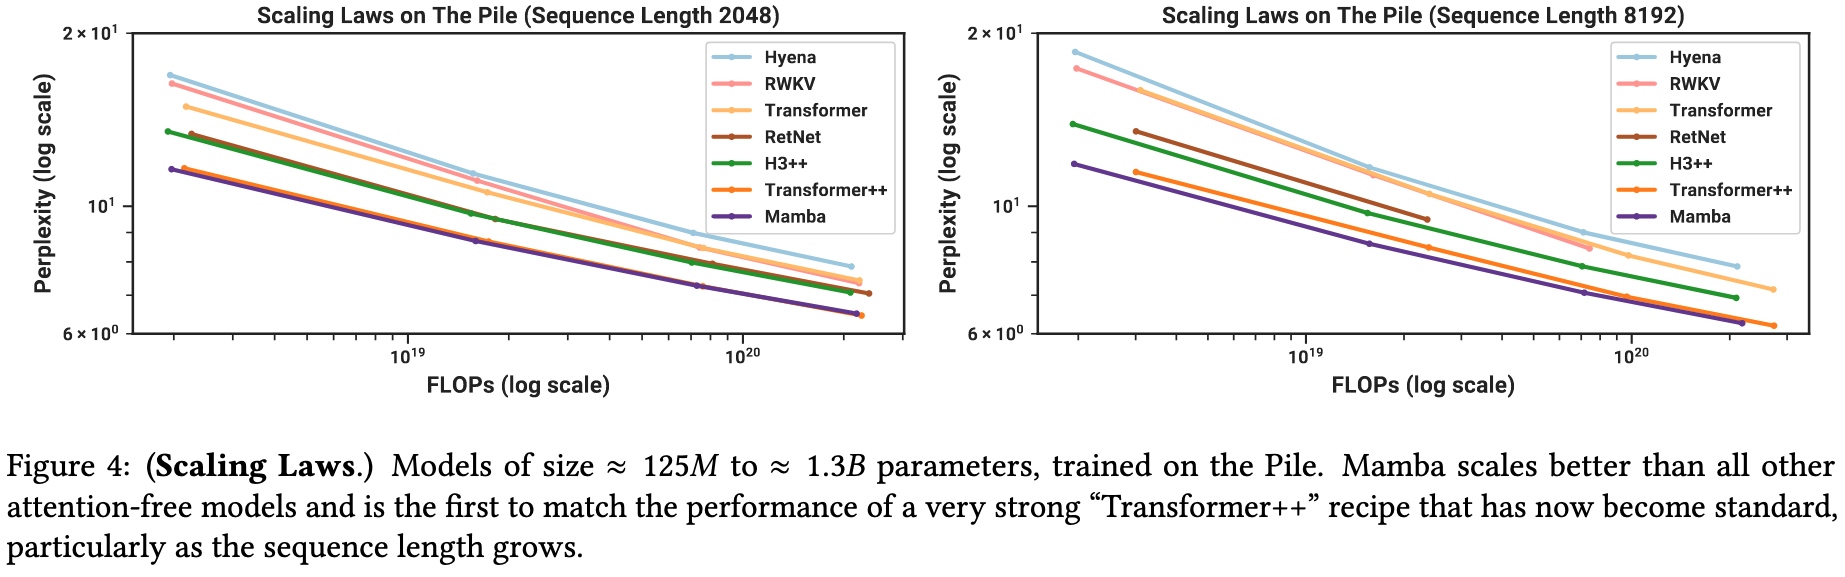 Scaling Laws on The Pile (Sequence Length 2048)
2 × 10¹
10¹
6 × 10⁰
Perplexity (log scale)
Hyena
RWKV
Transformer
RetNet
H3++
Transformer++
Mamba
10¹⁹
10²⁰
FLOPs (log scale)
Scaling Laws on The Pile (Sequence Length 8192)
2 × 10¹
10¹
6 × 10⁰
Perplexity (log scale)
Hyena
RWKV
Transformer
RetNet
H3++
Transformer++
Mamba
10¹⁹
10²⁰
FLOPs (log scale)
Figure 4: (Scaling Laws.) Models of size ≈ 125M to ≈ 1.3B parameters, trained on the Pile. Mamba scales better than all other
attention-free models and is the first to match the performance of a very strong “Transformer++” recipe that has now become standard,
particularly as the sequence length grows.